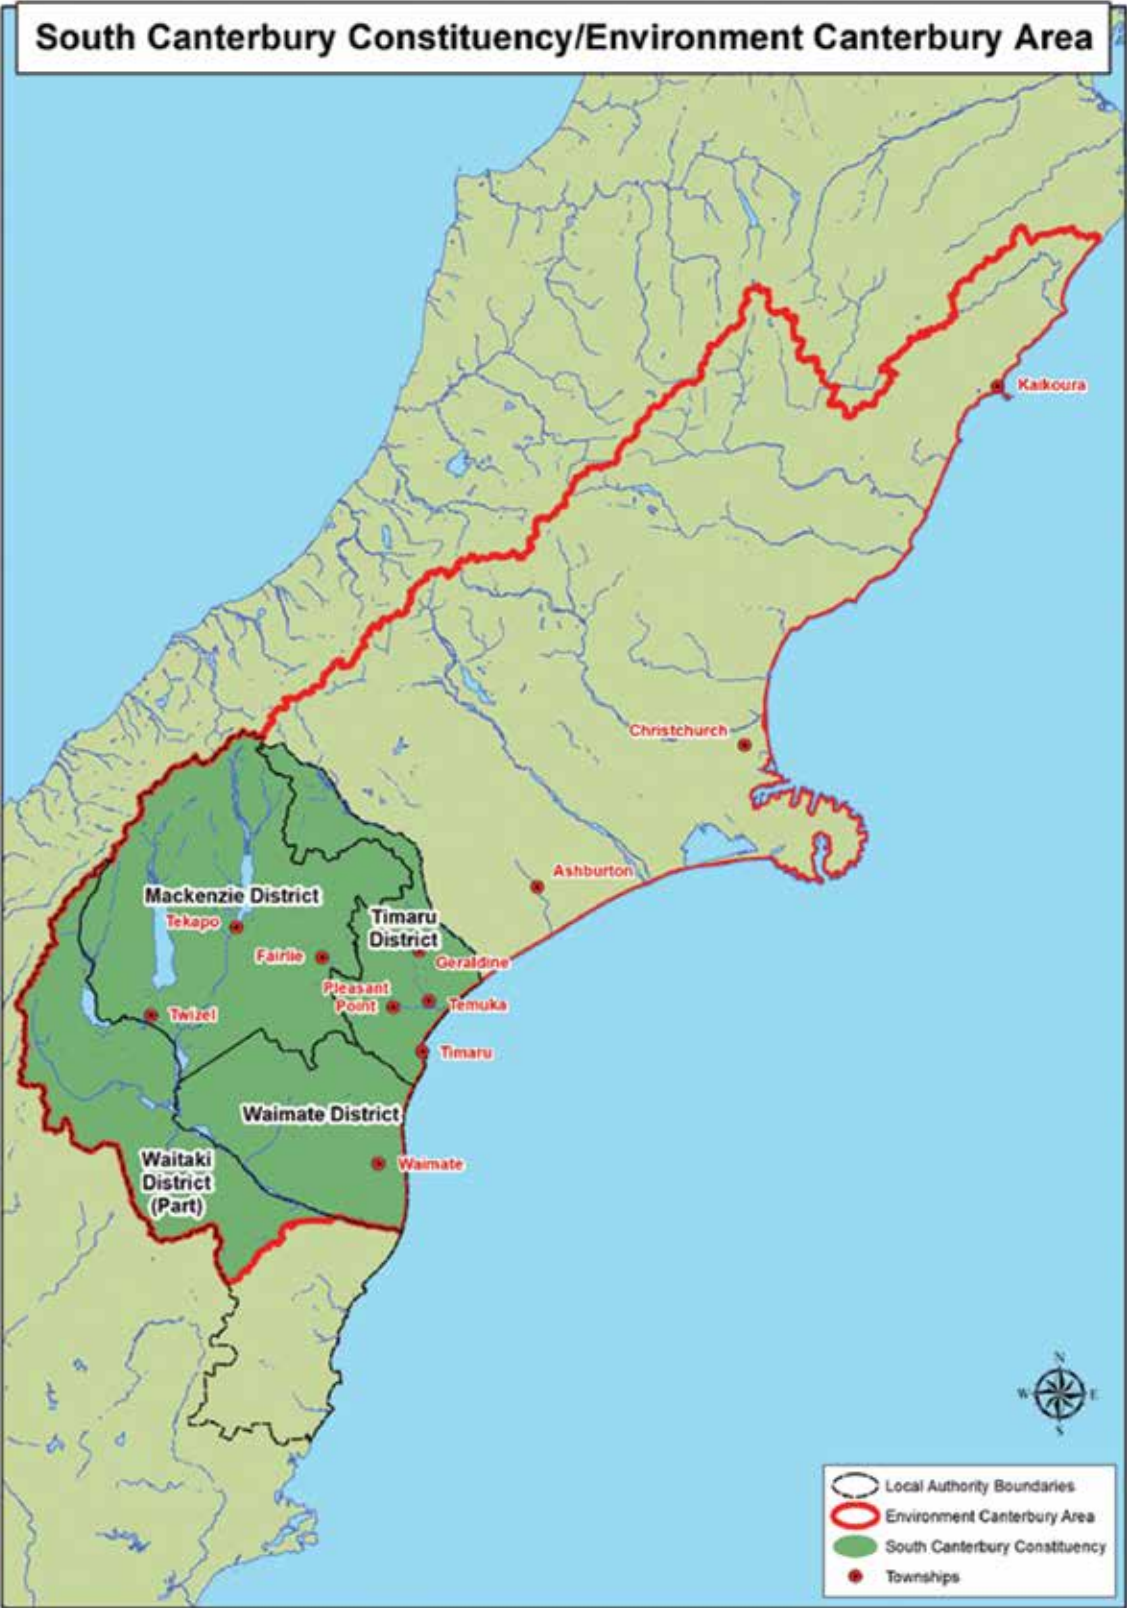 South Canterbury Constituency/Environment Canterbury Area
Kaikoura
Christchurch
Ashburton
Mackenzie District
Tekapo
Timaru
District
Fairlie
Geraldine
Pleasant
Point
Temuka
Twizel
Timaru
Waimate District
Waitaki
District
(Part)
Waimate
N
W
E
S
Local Authority Boundaries
Environment Canterbury Area
South Canterbury Constituency
Townships